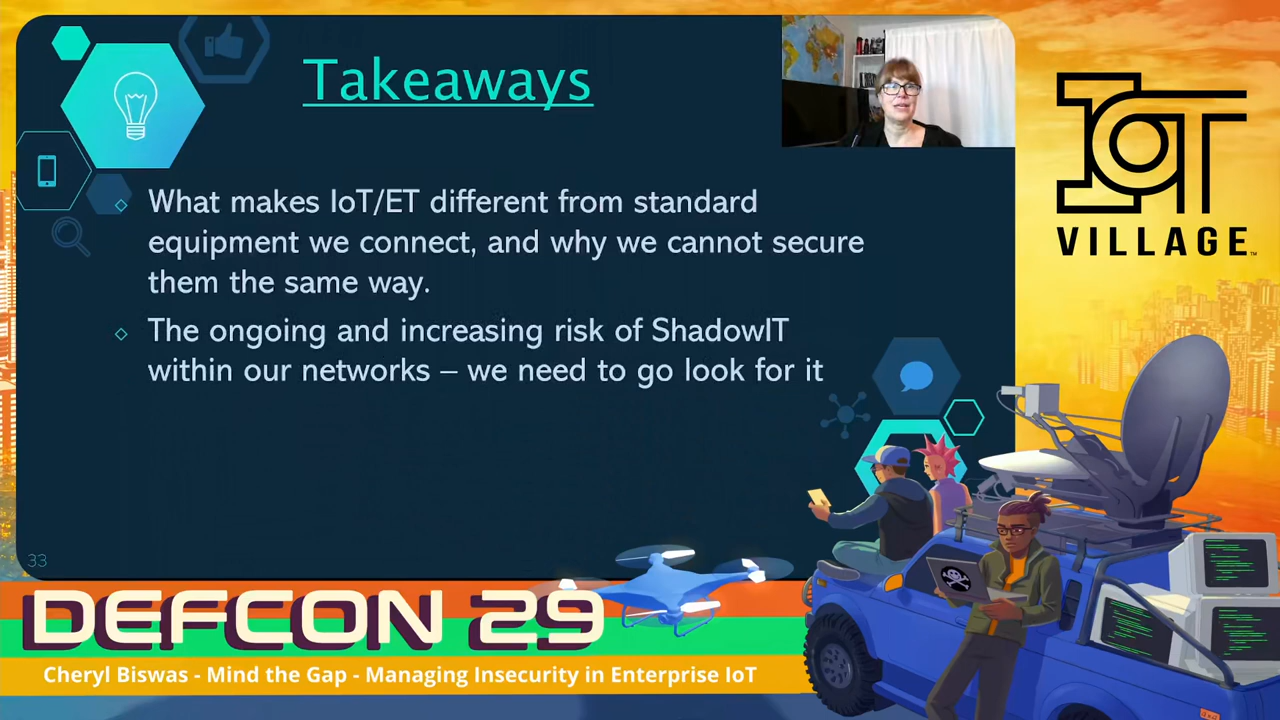 Takeaways
What makes IoT/ET different from standard
equipment we connect, and why we cannot secure
them the same way.
The ongoing and increasing risk of ShadowIT
within our networks – we need to go look for it
33
IOT
VILLAGE™
DEFCON 29
Cheryl Biswas - Mind the Gap - Managing Insecurity in Enterprise IoT